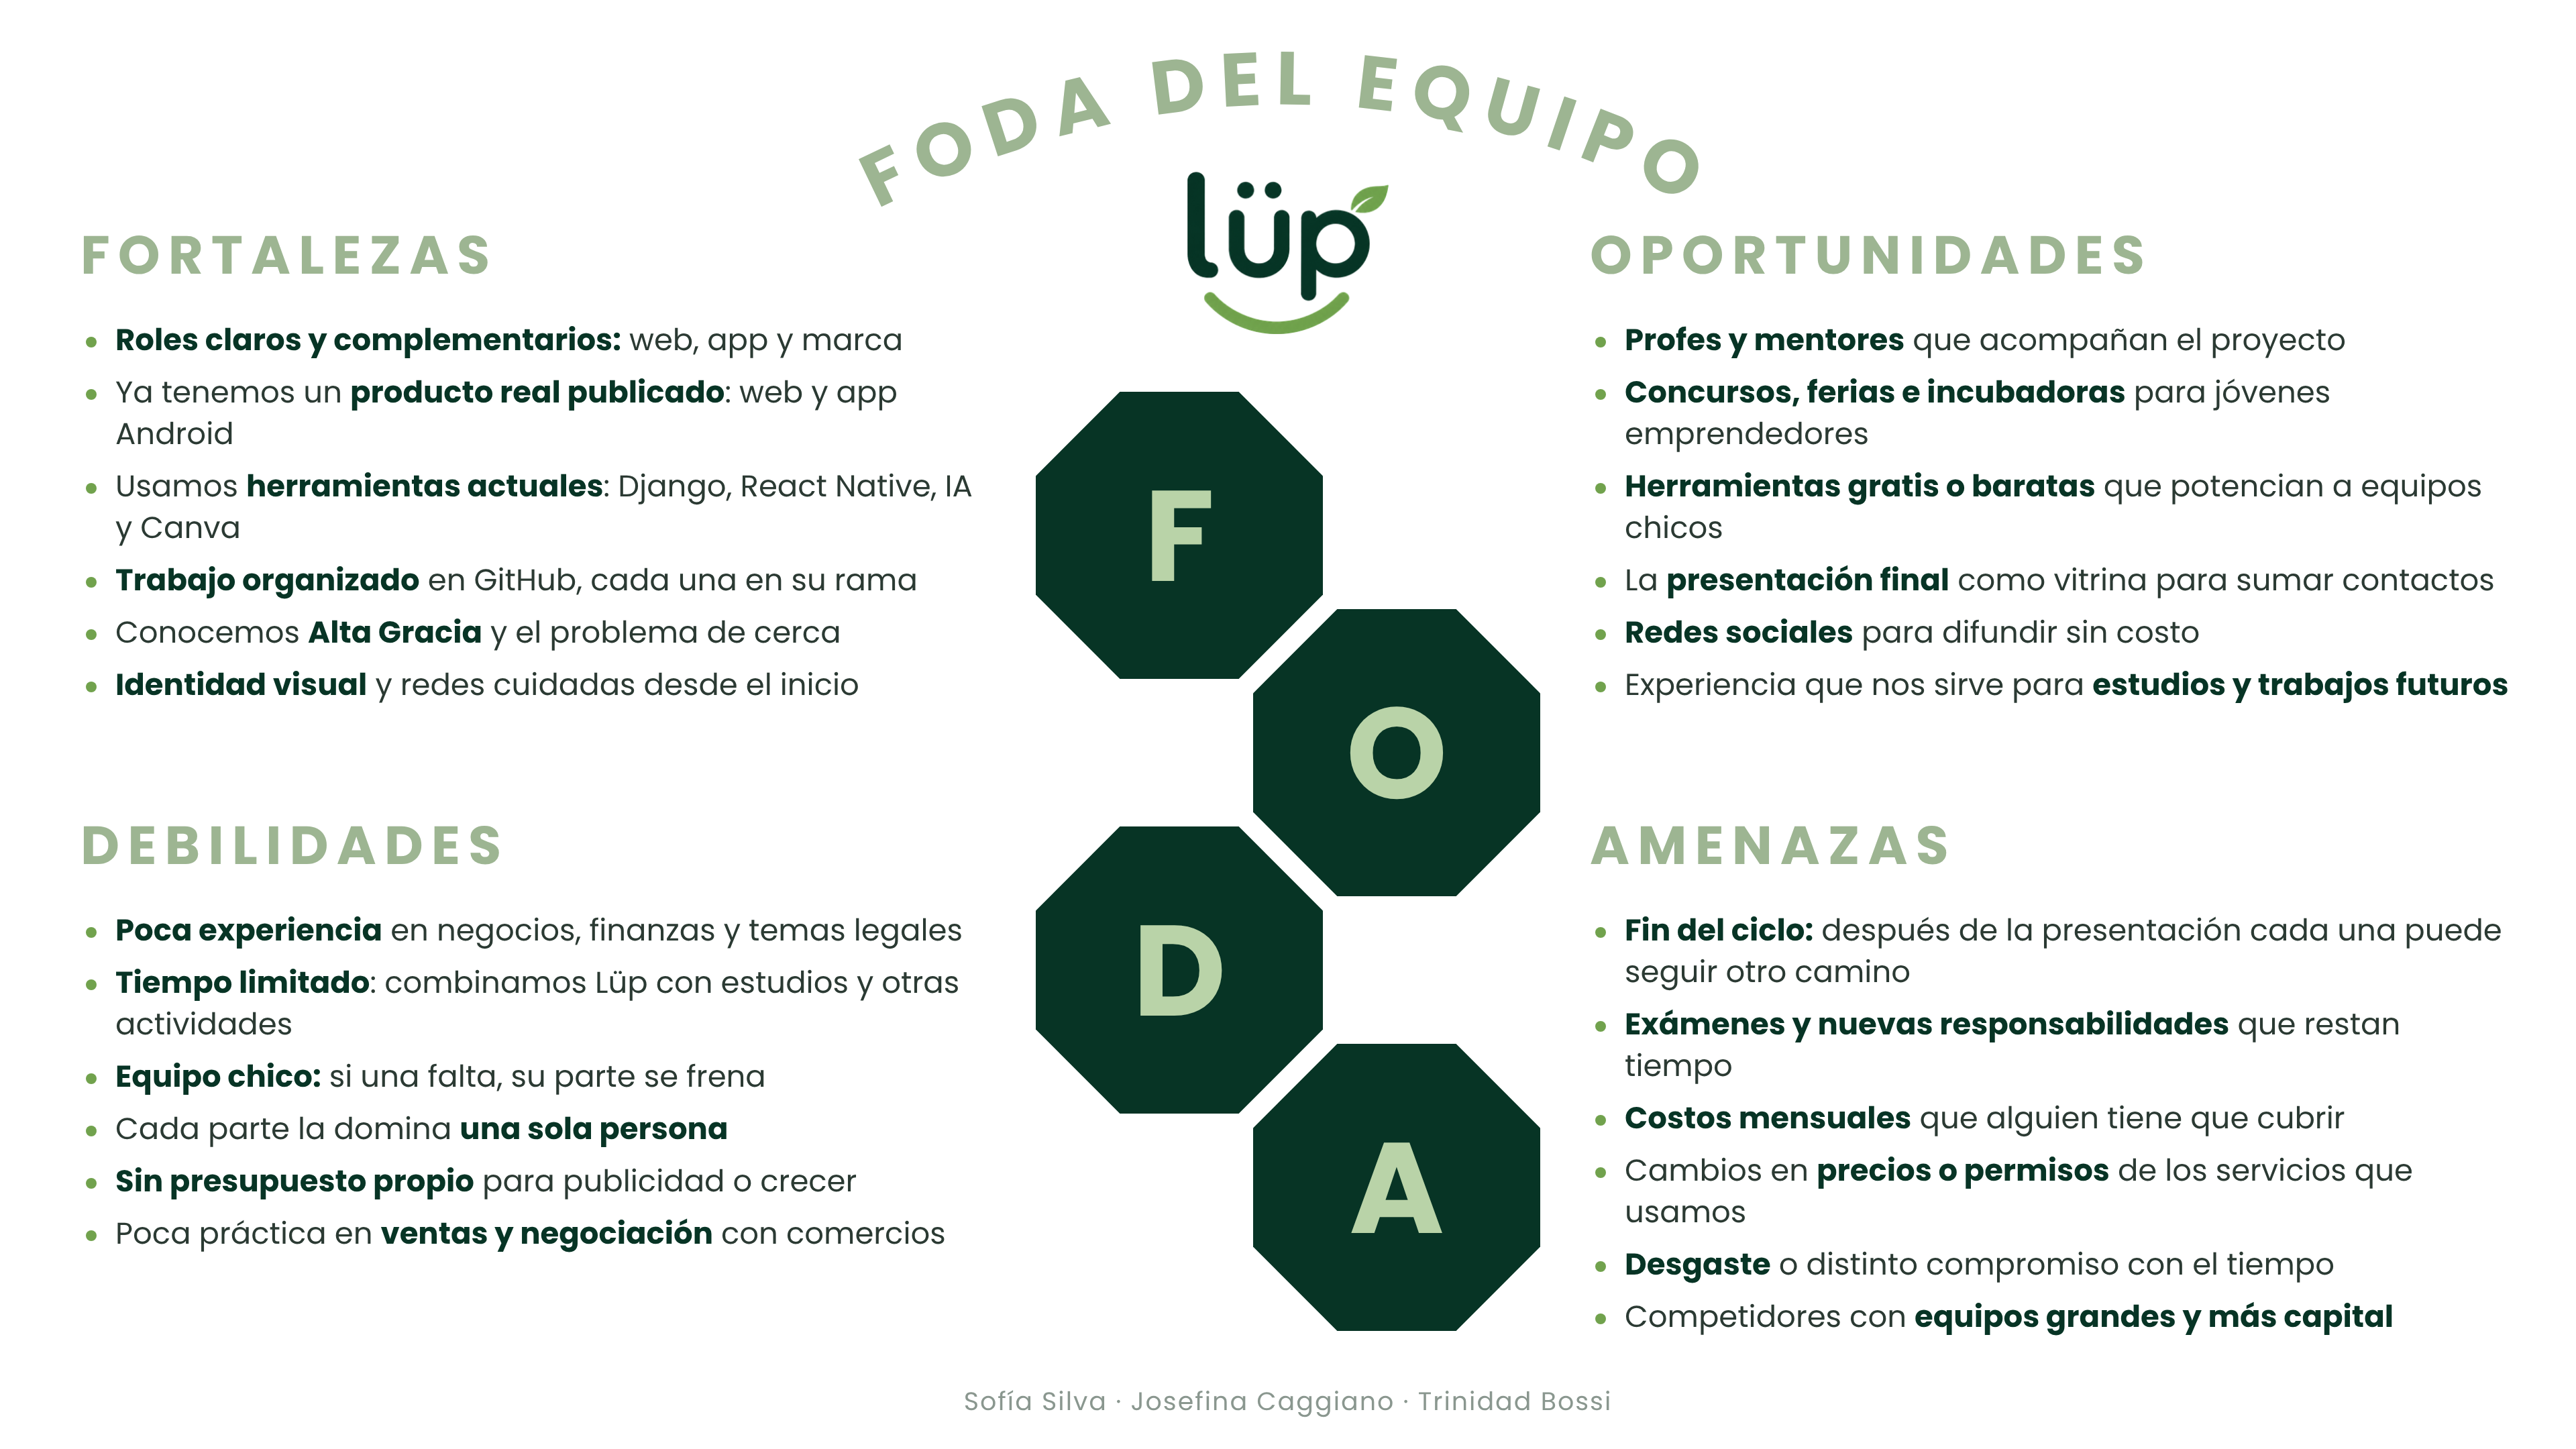 FODA DEL EQUIPO
lüp
FORTALEZAS
• Roles claros y complementarios: web, app y marca
• Ya tenemos un producto real publicado: web y app
Android
• Usamos herramientas actuales: Django, React Native, IA
y Canva
• Trabajo organizado en GitHub, cada una en su rama
• Conocemos Alta Gracia y el problema de cerca
• Identidad visual y redes cuidadas desde el inicio
OPORTUNIDADES
• Profes y mentores que acompañan el proyecto
• Concursos, ferias e incubadoras para jóvenes
emprendedores
• Herramientas gratis o baratas que potencian a equipos
chicos
• La presentación final como vitrina para sumar contactos
• Redes sociales para difundir sin costo
• Experiencia que nos sirve para estudios y trabajos futuros
F
O
D
A
DEBILIDADES
• Poca experiencia en negocios, finanzas y temas legales
• Tiempo limitado: combinamos Lüp con estudios y otras
actividades
• Equipo chico: si una falta, su parte se frena
• Cada parte la domina una sola persona
• Sin presupuesto propio para publicidad o crecer
• Poca práctica en ventas y negociación con comercios
AMENAZAS
• Fin del ciclo: después de la presentación cada una puede
seguir otro camino
• Exámenes y nuevas responsabilidades que restan
tiempo
• Costos mensuales que alguien tiene que cubrir
• Cambios en precios o permisos de los servicios que
usamos
• Desgaste o distinto compromiso con el tiempo
• Competidores con equipos grandes y más capital
Sofía Silva · Josefina Caggiano · Trinidad Bossi